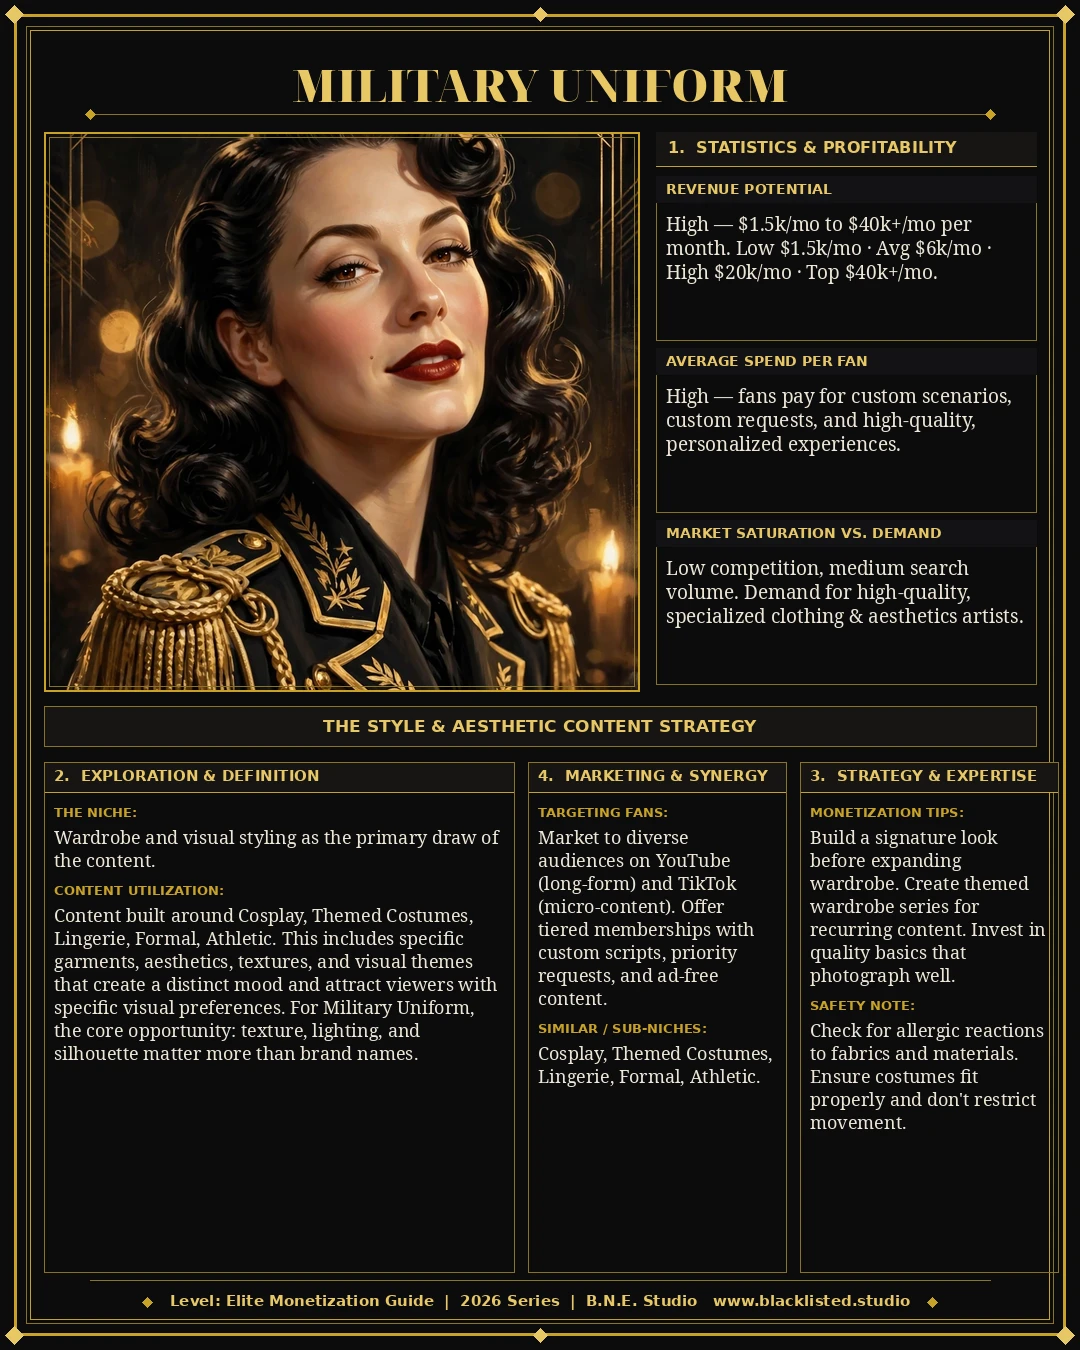 MILITARY UNIFORM
1. STATISTICS & PROFITABILITY
REVENUE POTENTIAL
High — $1.5k/mo to $40k+/mo per
month. Low $1.5k/mo · Avg $6k/mo ·
High $20k/mo · Top $40k+/mo.
AVERAGE SPEND PER FAN
High — fans pay for custom scenarios,
custom requests, and high-quality,
personalized experiences.
MARKET SATURATION VS. DEMAND
Low competition, medium search
volume. Demand for high-quality,
specialized clothing & aesthetics artists.
THE STYLE & AESTHETIC CONTENT STRATEGY
2. EXPLORATION & DEFINITION
THE NICHE:
Wardrobe and visual styling as the primary draw of
the content.
CONTENT UTILIZATION:
Content built around Cosplay, Themed Costumes,
Lingerie, Formal, Athletic. This includes specific
garments, aesthetics, textures, and visual themes
that create a distinct mood and attract viewers with
specific visual preferences. For Military Uniform,
the core opportunity: texture, lighting, and
silhouette matter more than brand names.
4. MARKETING & SYNERGY
TARGETING FANS:
Market to diverse
audiences on YouTube
(long-form) and TikTok
(micro-content). Offer
tiered memberships with
custom scripts, priority
requests, and ad-free
content.
SIMILAR / SUB-NICHES:
Cosplay, Themed Costumes,
Lingerie, Formal, Athletic.
3. STRATEGY & EXPERTISE
MONETIZATION TIPS:
Build a signature look
before expanding
wardrobe. Create themed
wardrobe series for
recurring content. Invest in
quality basics that
photograph well.
SAFETY NOTE:
Check for allergic reactions
to fabrics and materials.
Ensure costumes fit
properly and don't restrict
movement.
Level: Elite Monetization Guide | 2026 Series | B.N.E. Studio www.blacklisted.studio